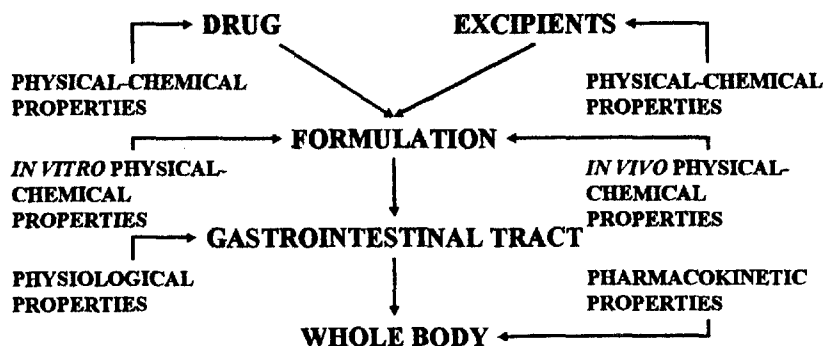 DRUG
EXCIPIENTS
PHYSICAL-CHEMICAL
PROPERTIES
PHYSICAL-CHEMICAL
PROPERTIES
FORMULATION
IN VITRO PHYSICAL-
CHEMICAL
PROPERTIES
IN VIVO PHYSICAL-
CHEMICAL
PROPERTIES
GASTROINTESTINAL TRACT
PHYSIOLOGICAL
PROPERTIES
PHARMACOKINETIC
PROPERTIES
WHOLE BODY